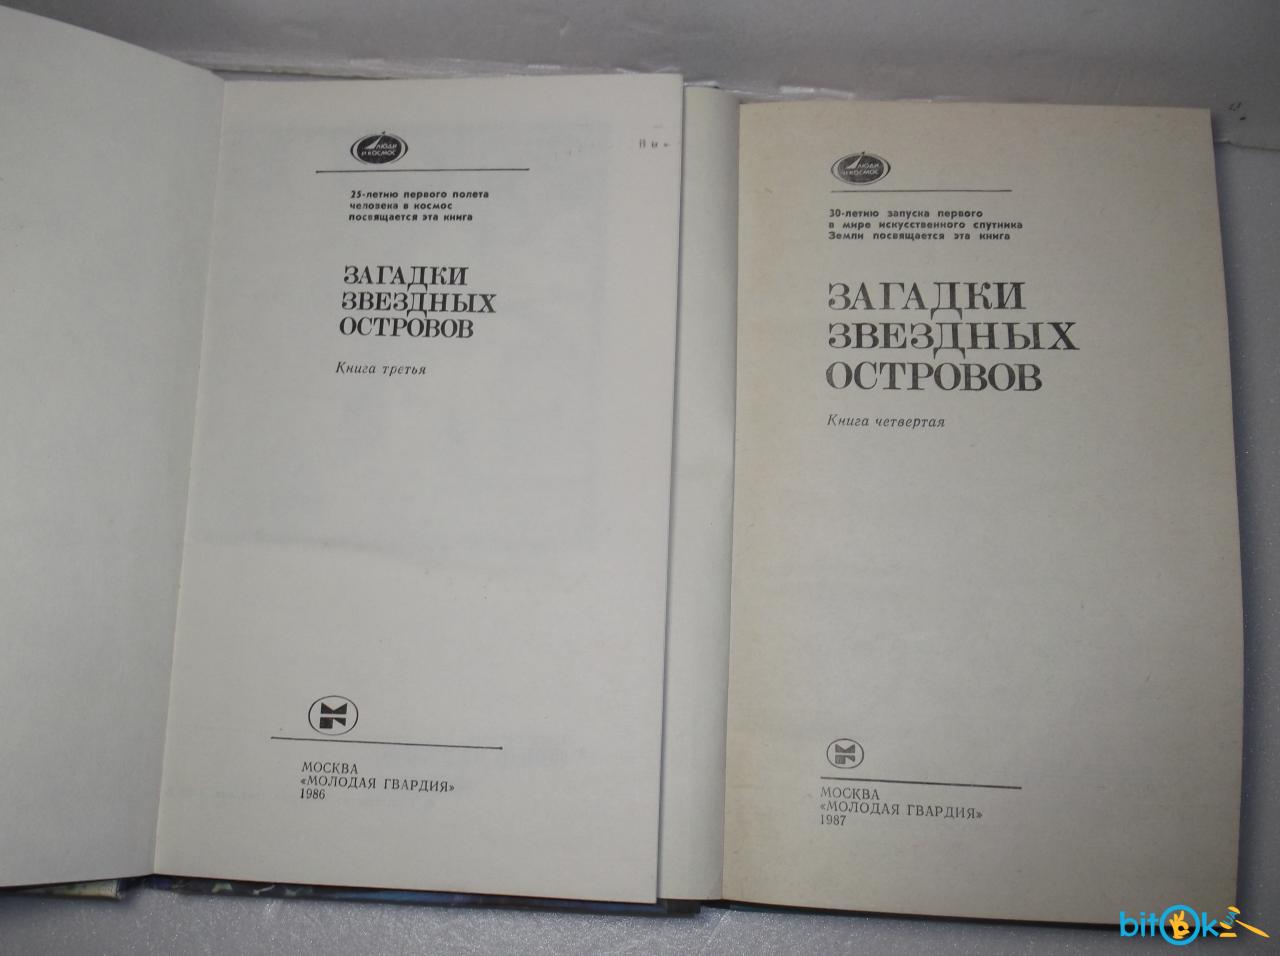 ЛЮДИ
И КОСМОС
25-летию первого полета
человека в космос
посвящается эта книга
ЗАГАДКИ
ЗВЕЗДНЫХ
ОСТРОВОВ
Книга третья
МОСКВА
«МОЛОДАЯ ГВАРДИЯ»
1986
ЛЮДИ
И КОСМОС
30-летию запуска первого
в мире искусственного спутника
Земли посвящается эта книга
ЗАГАДКИ
ЗВЕЗДНЫХ
ОСТРОВОВ
Книга четвертая
МОСКВА
«МОЛОДАЯ ГВАРДИЯ»
1987
bitOk